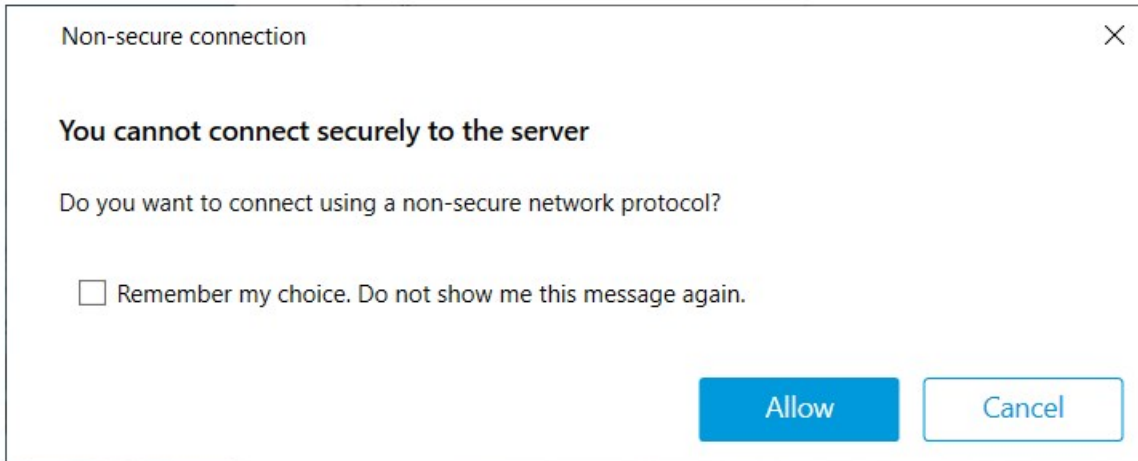 Non-secure connection
You cannot connect securely to the server
Do you want to connect using a non-secure network protocol?
Remember my choice. Do not show me this message again.
Allow
Cancel